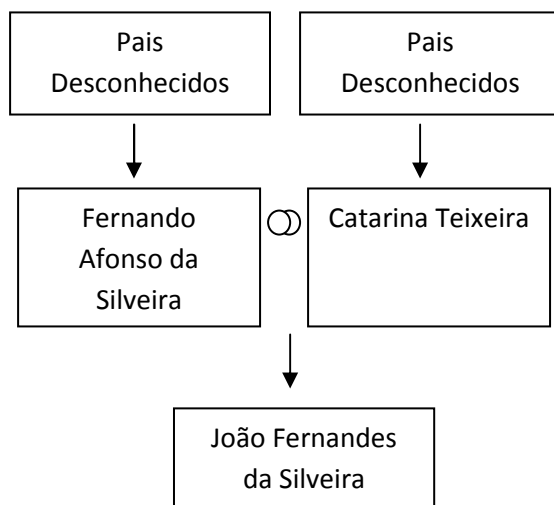 Pais
Desconhecidos
Pais
Desconhecidos
Fernando
Afonso da
Silveira
Catarina Teixeira
João Fernandes
da Silveira